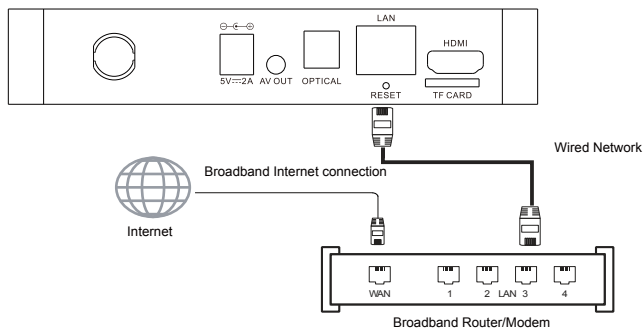 LAN
HDMI
5V⎓2A AV OUT OPTICAL
RESET TF CARD
Wired Network
Broadband Internet connection
Internet
WAN 1 2 LAN 3 4
Broadband Router/Modem